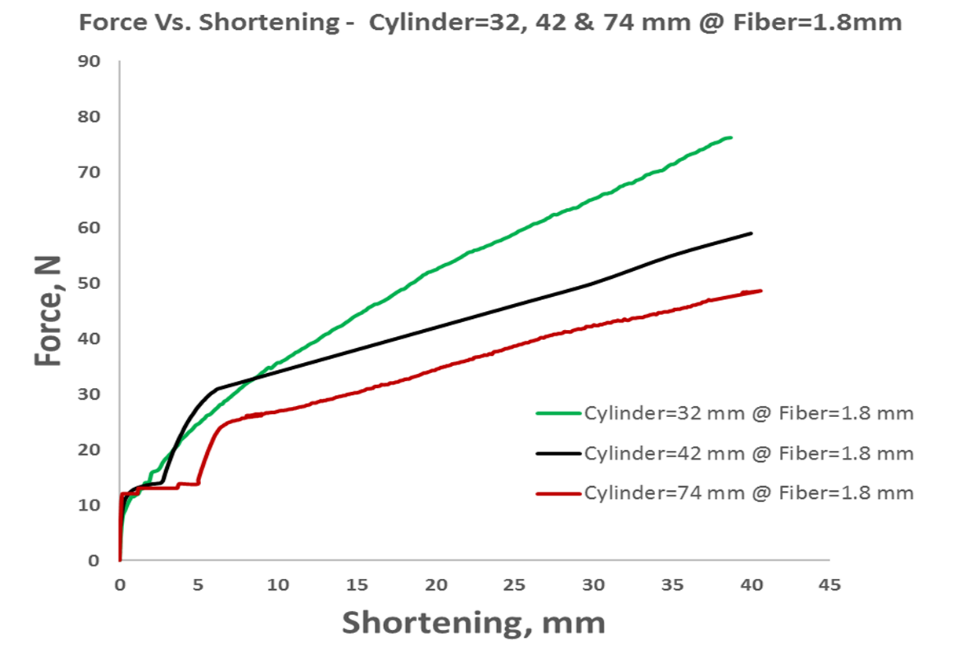 Force Vs. Shortening - Cylinder=32, 42 & 74 mm @ Fiber=1.8mm
90
80
70
60
50
40
30
20
10
0
Force, N
Cylinder=32 mm @ Fiber=1.8 mm
Cylinder=42 mm @ Fiber=1.8 mm
Cylinder=74 mm @ Fiber=1.8 mm
0 5 10 15 20 25 30 35 40 45
Shortening, mm